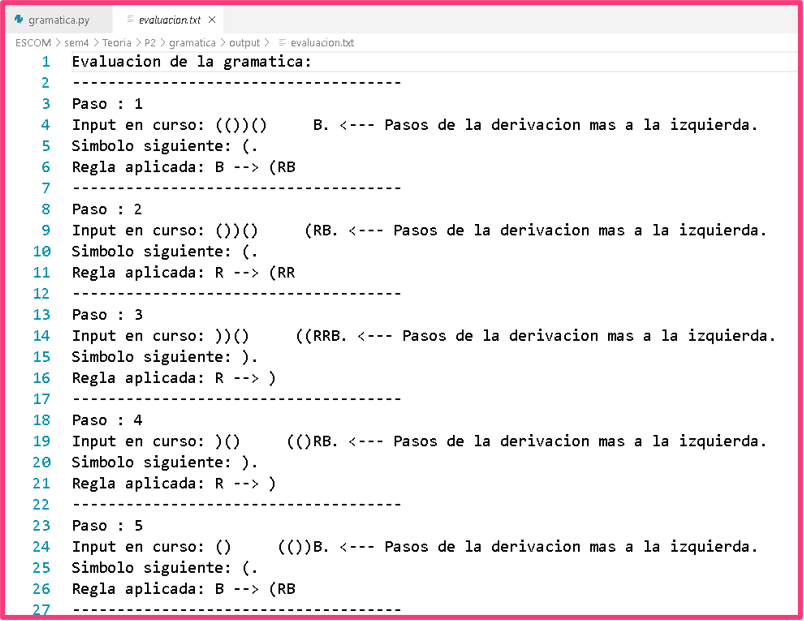 gramatica.py evaluacion.txt ×
ESCOM > sem4 > Teoria > P2 > gramatica > output > evaluacion.txt
1 Evaluacion de la gramatica:
2 -------------------------------------
3 Paso : 1
4 Input en curso: (())() B. <--- Pasos de la derivacion mas a la izquierda.
5 Simbolo siguiente: (.
6 Regla aplicada: B --> (RB
7 -------------------------------------
8 Paso : 2
9 Input en curso: ())() (RB. <--- Pasos de la derivacion mas a la izquierda.
10 Simbolo siguiente: (.
11 Regla aplicada: R --> (RR
12 -------------------------------------
13 Paso : 3
14 Input en curso: ))() ((RRB. <--- Pasos de la derivacion mas a la izquierda.
15 Simbolo siguiente: ).
16 Regla aplicada: R --> )
17 -------------------------------------
18 Paso : 4
19 Input en curso: )() (()RB. <--- Pasos de la derivacion mas a la izquierda.
20 Simbolo siguiente: ).
21 Regla aplicada: R --> )
22 -------------------------------------
23 Paso : 5
24 Input en curso: () (())B. <--- Pasos de la derivacion mas a la izquierda.
25 Simbolo siguiente: (.
26 Regla aplicada: B --> (RB
27 -------------------------------------